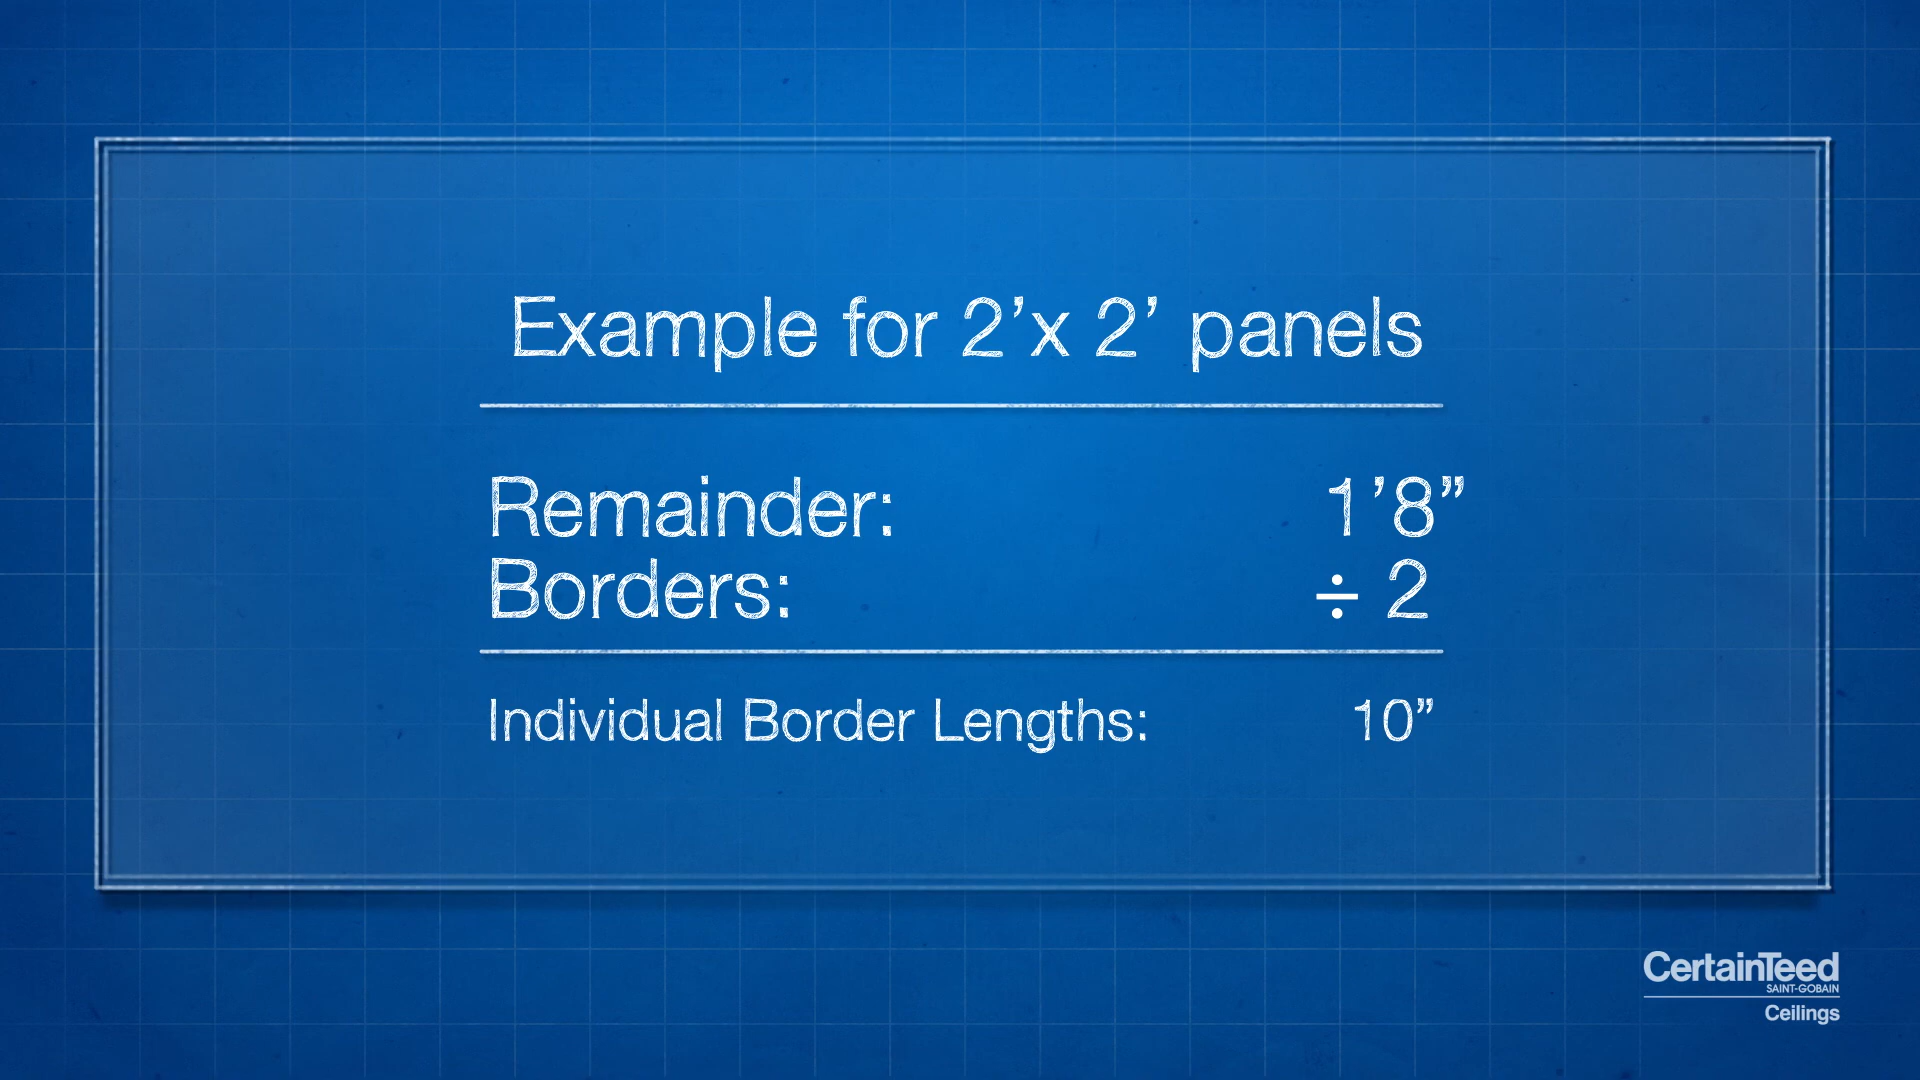 Example for 2’x 2’ panels
Remainder: 1’8”
Borders: ÷ 2
Individual Border Lengths: 10”
CertainTeed
SAINT-GOBAIN
Ceilings